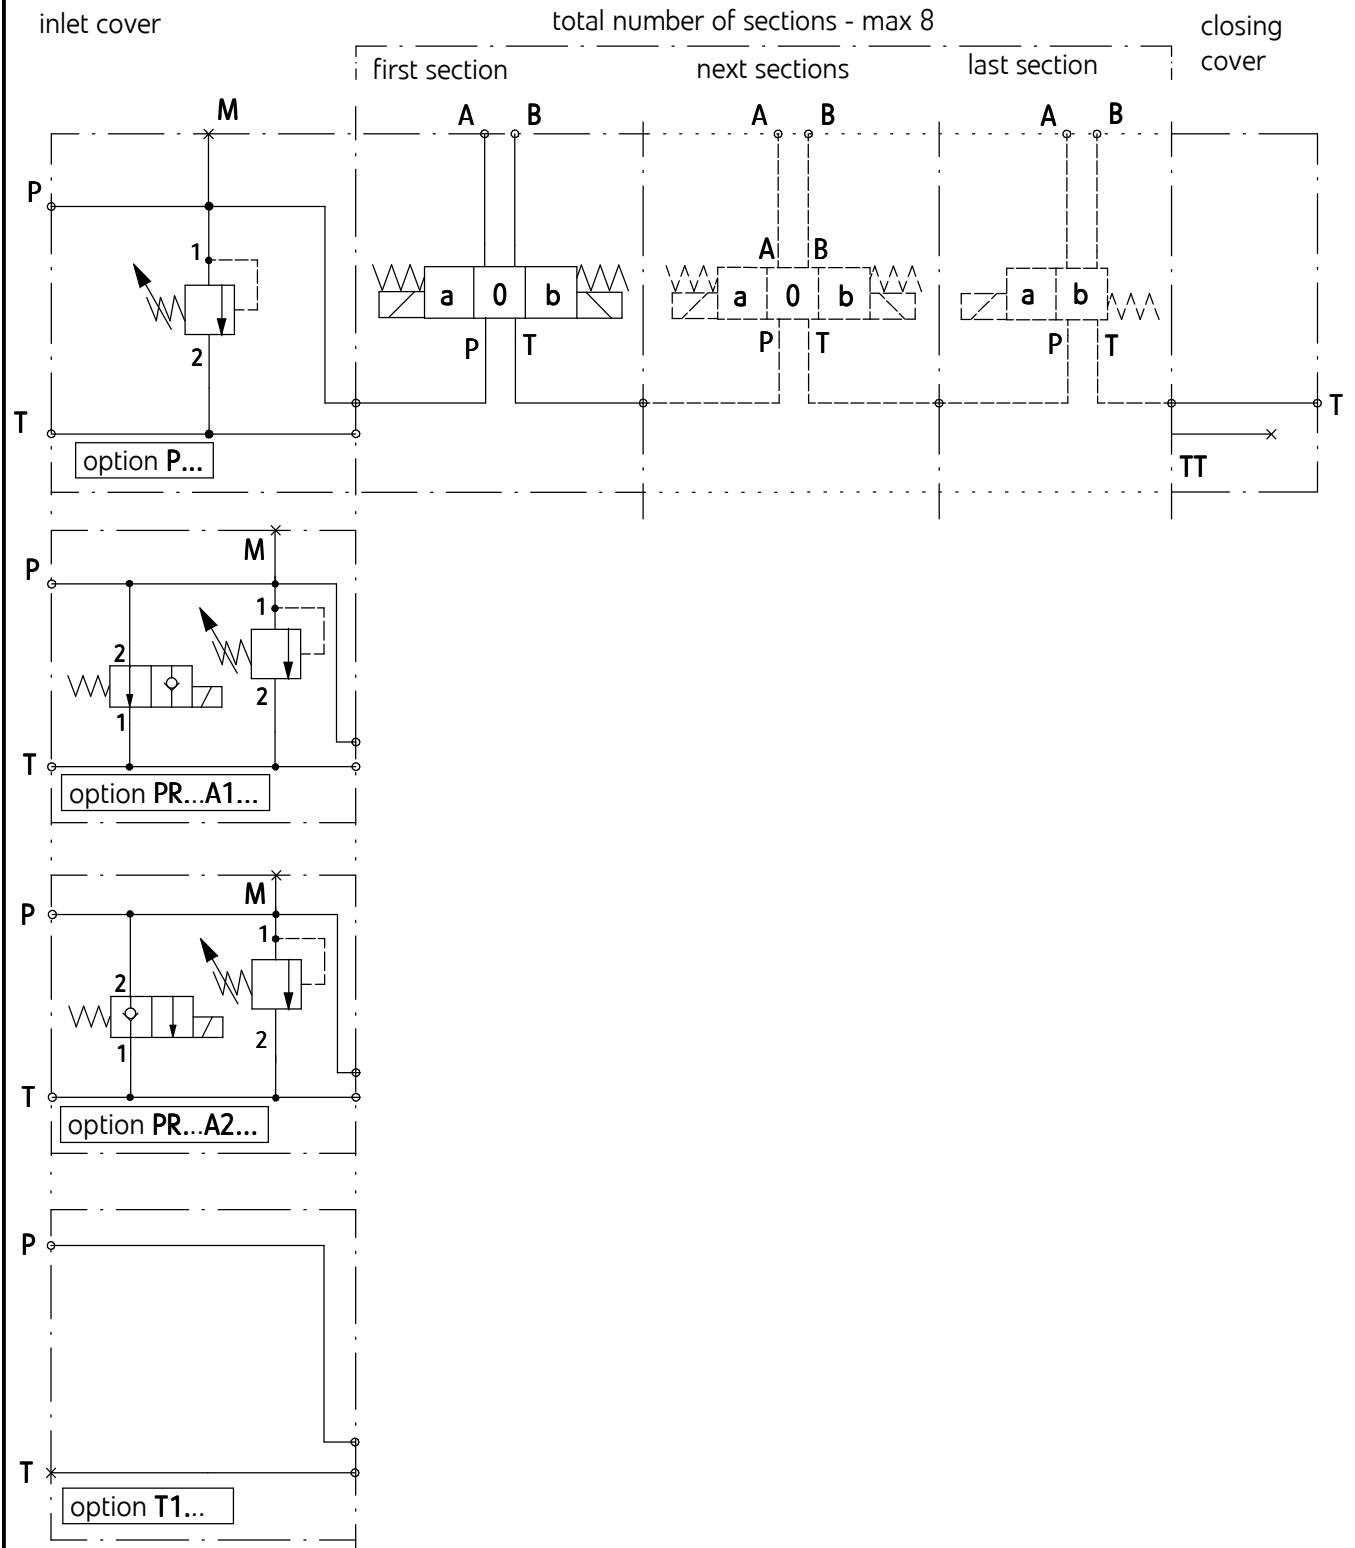 inlet cover
total number of sections - max 8
closing
cover
first section
next sections
last section
M
A B
A B
A B
P
1
2
A B
a 0 b
a 0 b
a b
P T
P T
P T
T
T
option P...
TT
M
P
1
2
2
1
T
option PR...A1...
M
P
1
2
2
1
T
option PR...A2...
P
T
option T1...